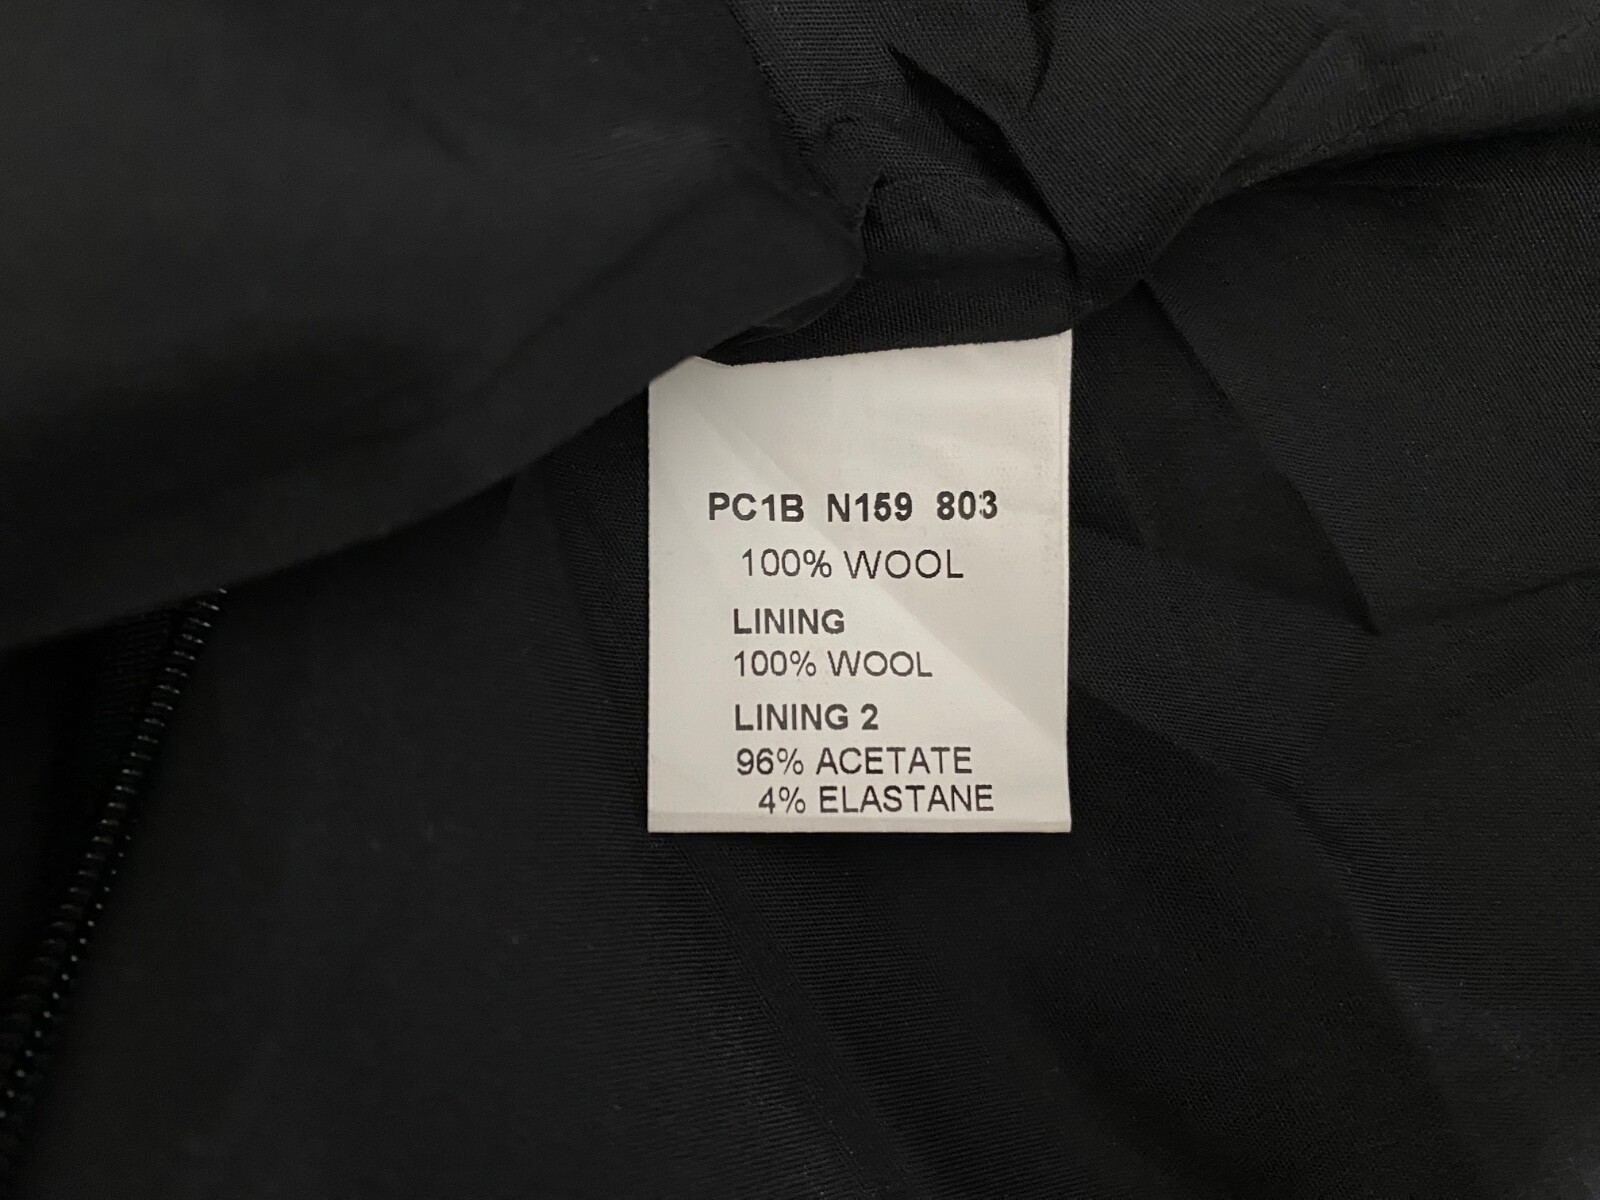 PC1B N159 803
100% WOOL
LINING
100% WOOL
LINING 2
96% ACETATE
4% ELASTANE